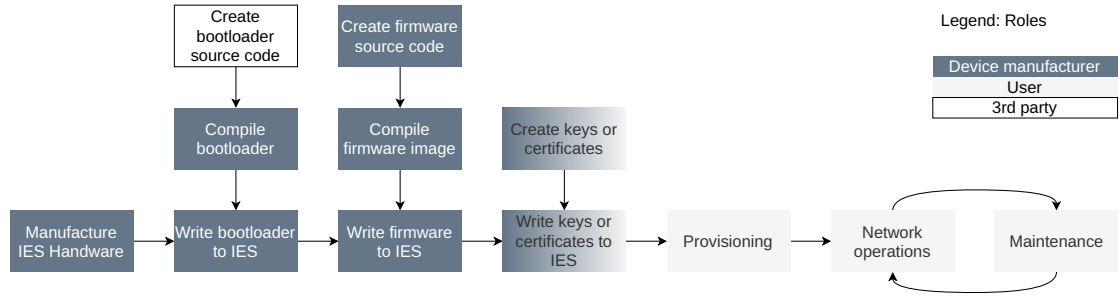 Create
bootloader
source code
Create firmware
source code
Legend: Roles
Device manufacturer
User
3rd party
Compile
bootloader
Compile
firmware image
Create keys or
certificates
Manufacture
IES Hardware
Write bootloader
to IES
Write firmware
to IES
Write keys or
certificates to
IES
Provisioning
Network
operations
Maintenance